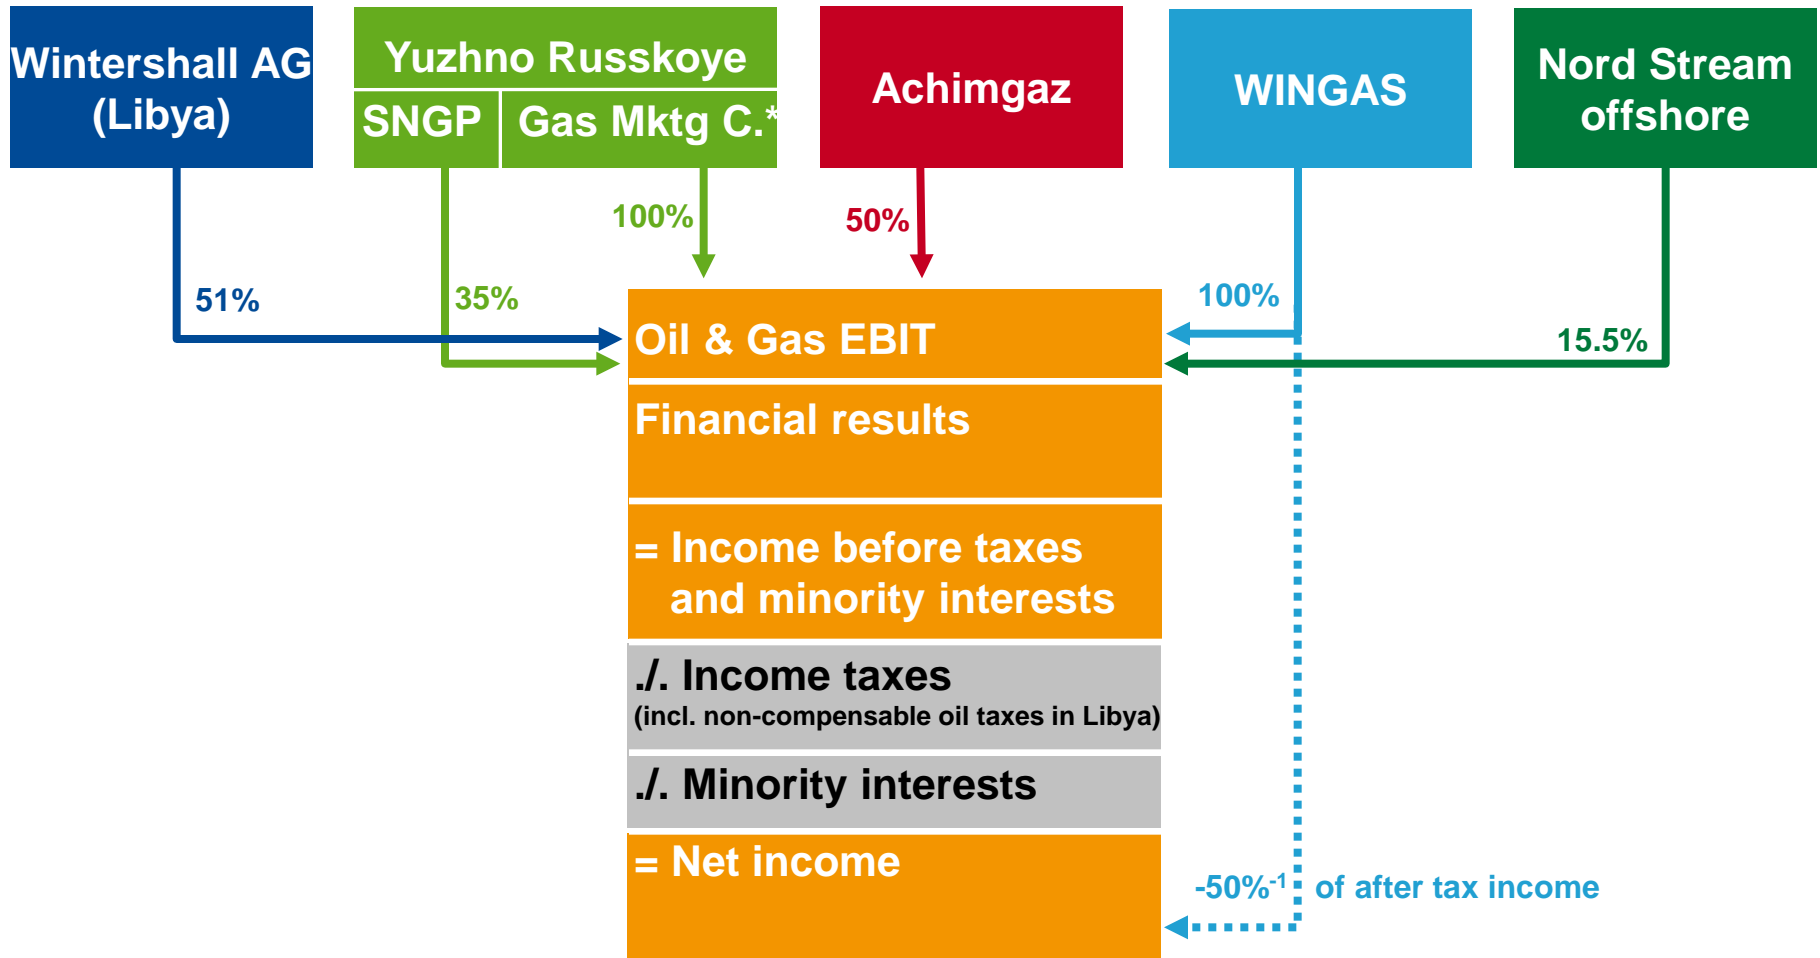 Wintershall AG
(Libya)
Yuzhno Russkoye
SNGP
Gas Mktg C.*
Achimgaz
WINGAS
Nord Stream
offshore
100%
50%
51%
35%
100%
15.5%
Oil & Gas EBIT
Financial results
= Income before taxes
and minority interests
./. Income taxes
(incl. non-compensable oil taxes in Libya)
./. Minority interests
= Net income
-50%-1 of after tax income